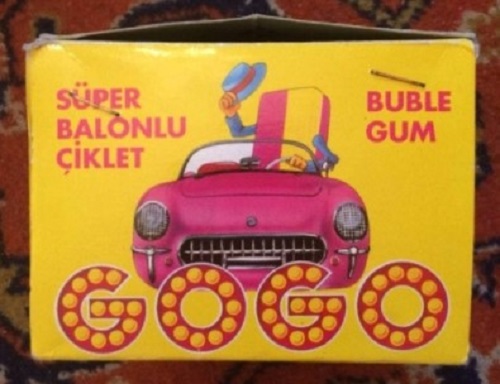 SÜPER
BALONLU
ÇİKLET
BUBLE
GUM
GOGO